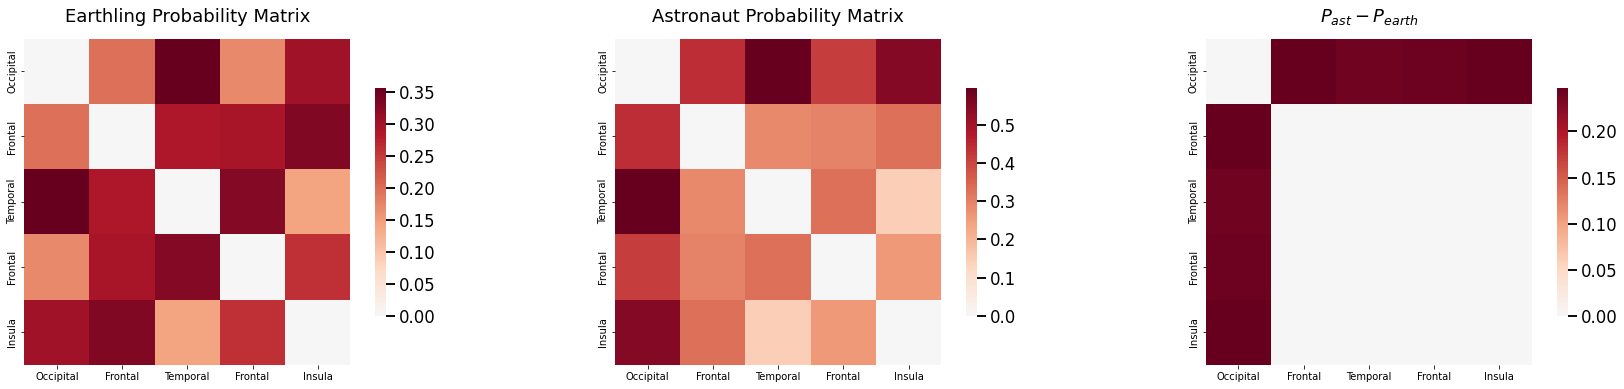 Earthling Probability Matrix
Occipital
Frontal
Temporal
Frontal
Insula
Occipital Frontal Temporal Frontal Insula
0.35
0.30
0.25
0.20
0.15
0.10
0.05
0.00
Astronaut Probability Matrix
Occipital
Frontal
Temporal
Frontal
Insula
Occipital Frontal Temporal Frontal Insula
0.5
0.4
0.3
0.2
0.1
0.0
P_ast − P_earth
Occipital
Frontal
Temporal
Frontal
Insula
Occipital Frontal Temporal Frontal Insula
0.20
0.15
0.10
0.05
0.00